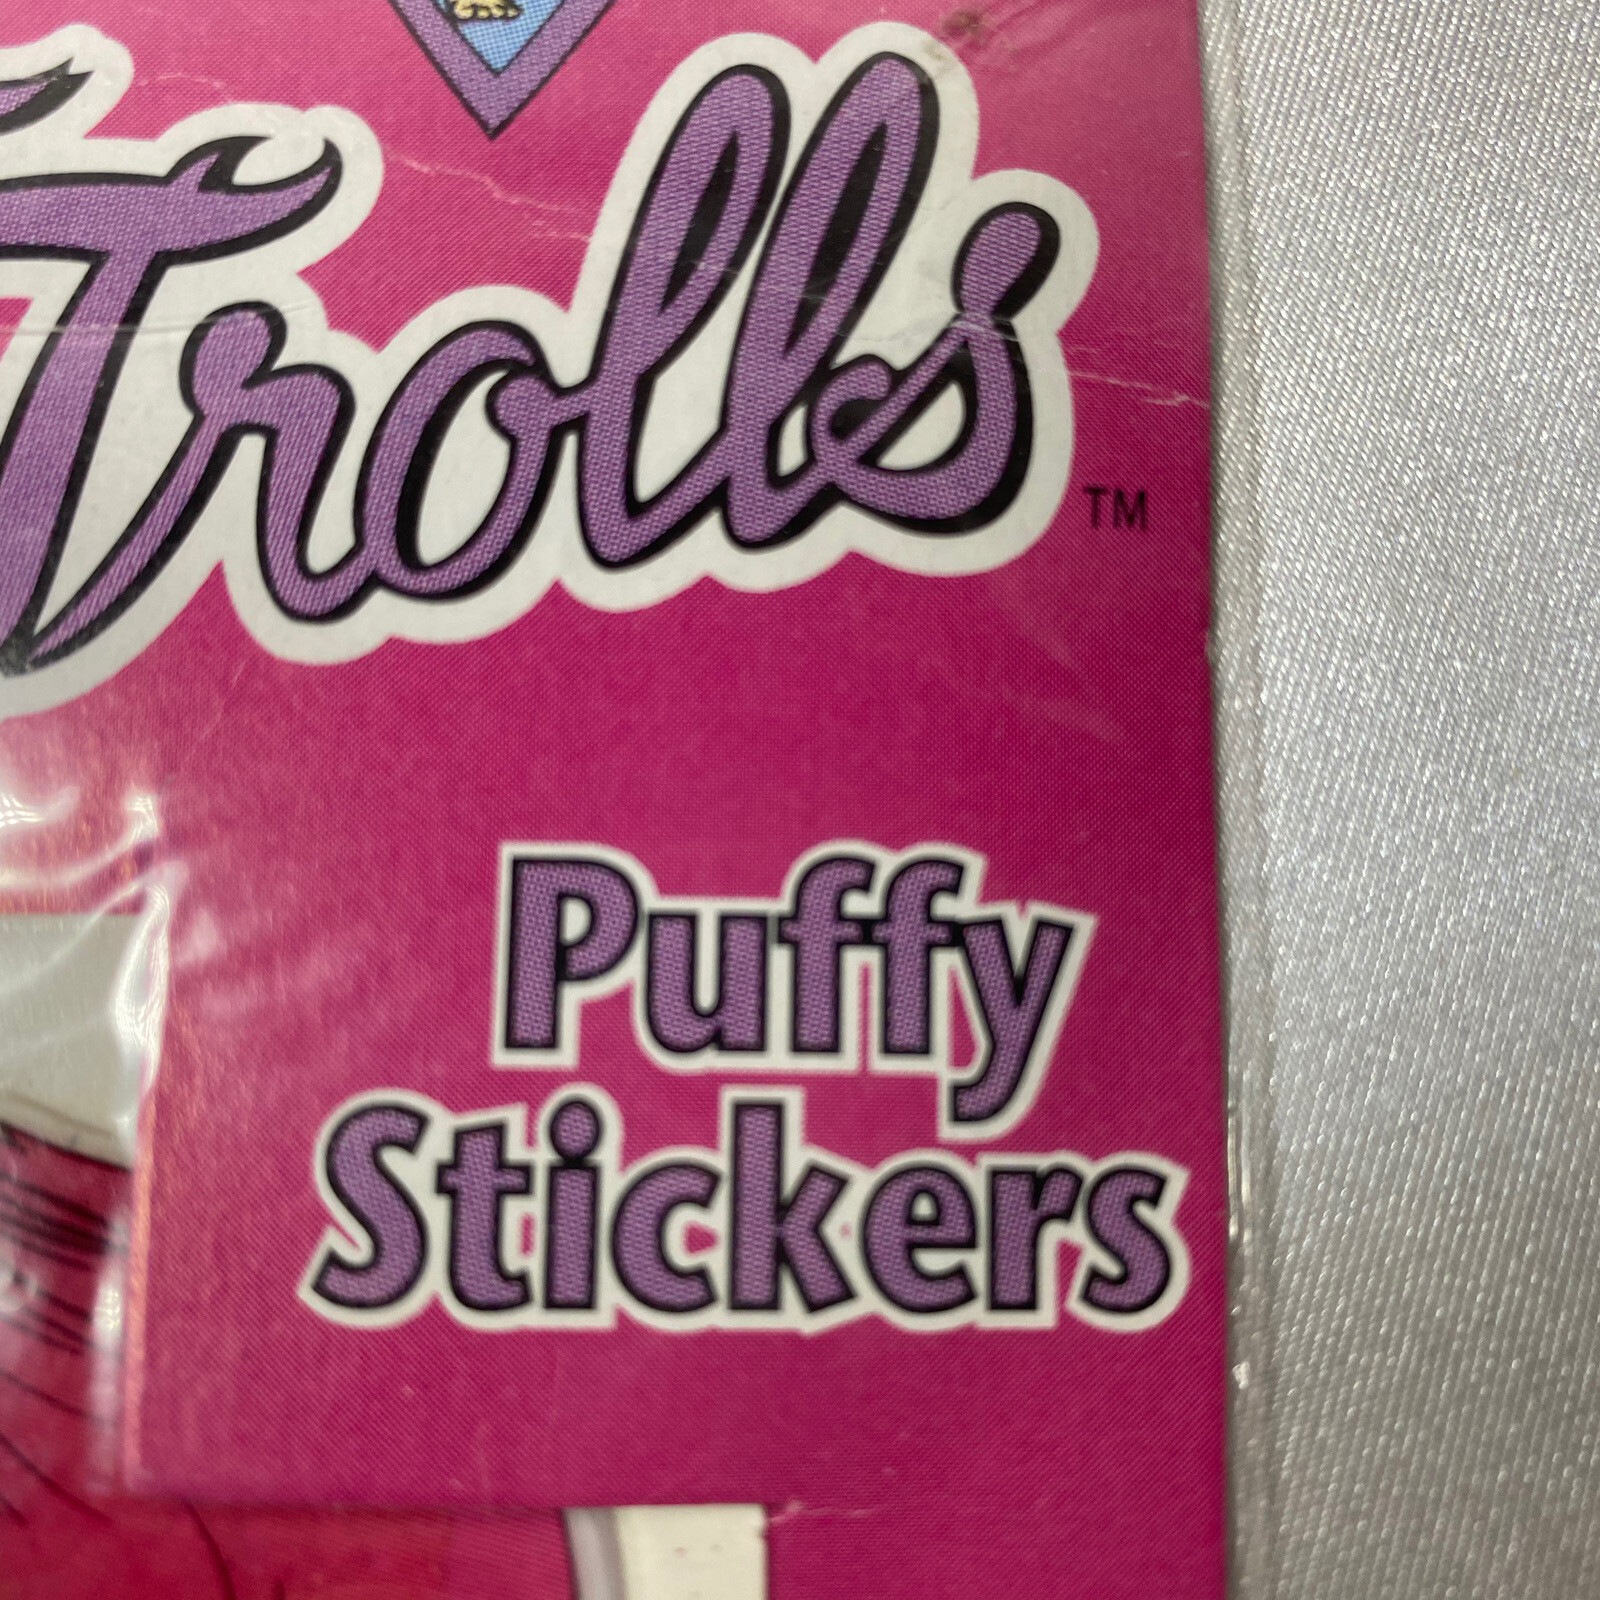 Trolls TM
Puffy
Stickers